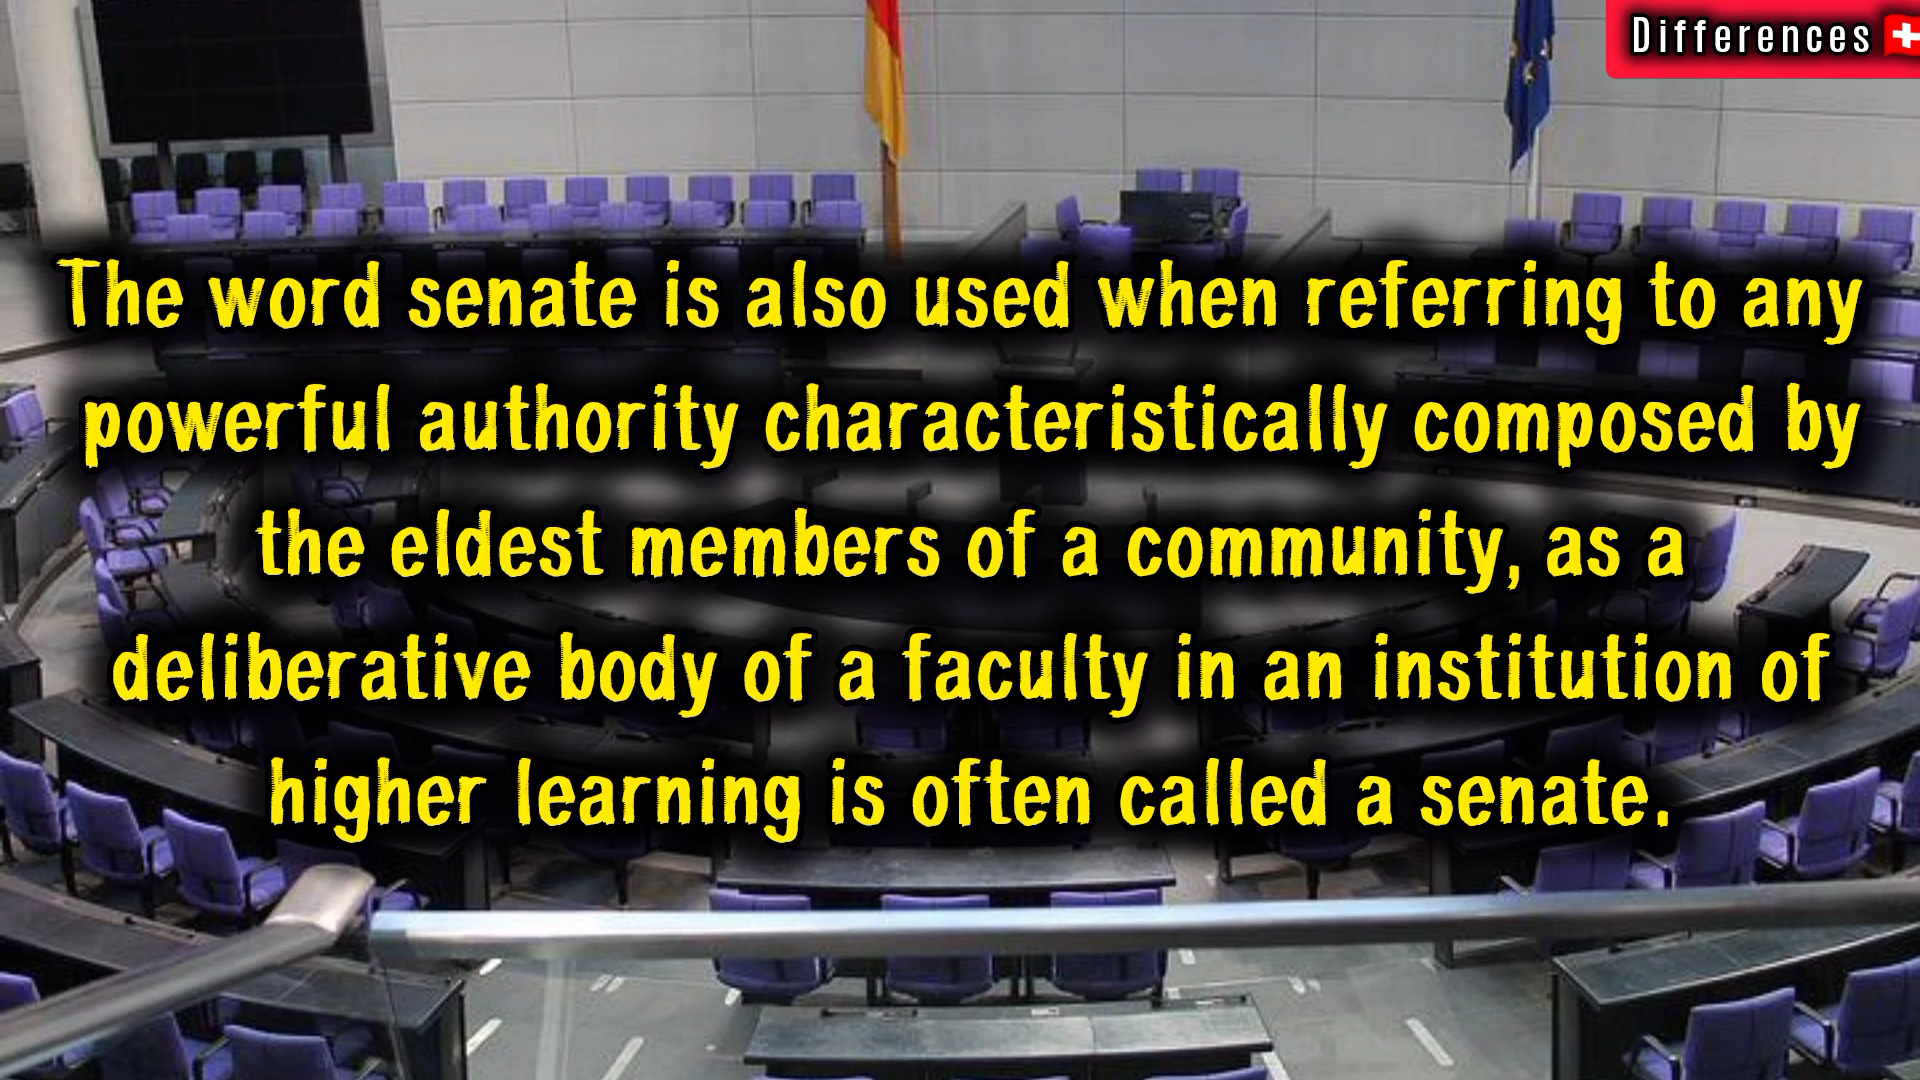 Differences
The word senate is also used when referring to any
powerful authority characteristically composed by
the eldest members of a community, as a
deliberative body of a faculty in an institution of
higher learning is often called a senate.